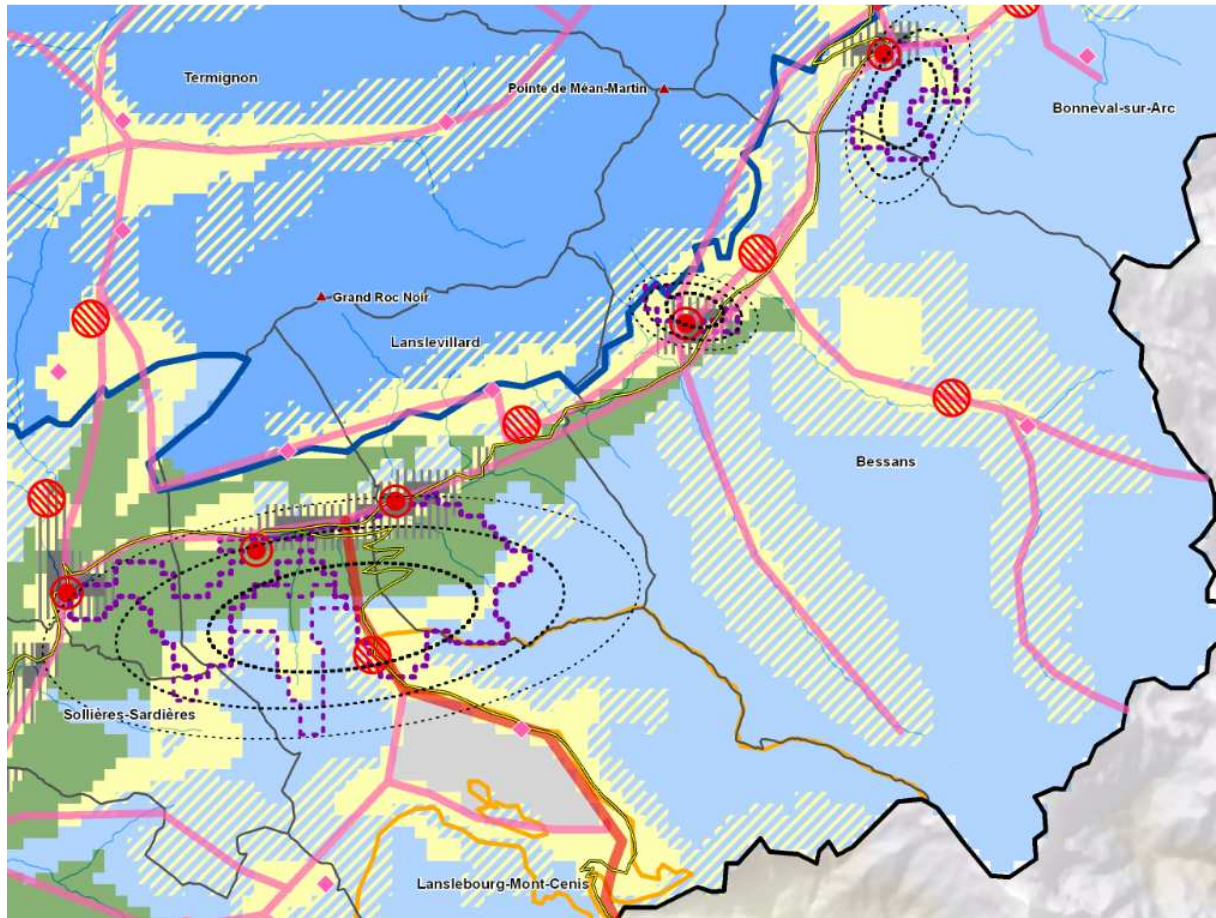 Termignon
Pointe de Méan-Martin
Bonneval-sur-Arc
Grand Roc Noir
Lanslevillard
Bessans
Sollières-Sardières
Lanslebourg-Mont-Cenis